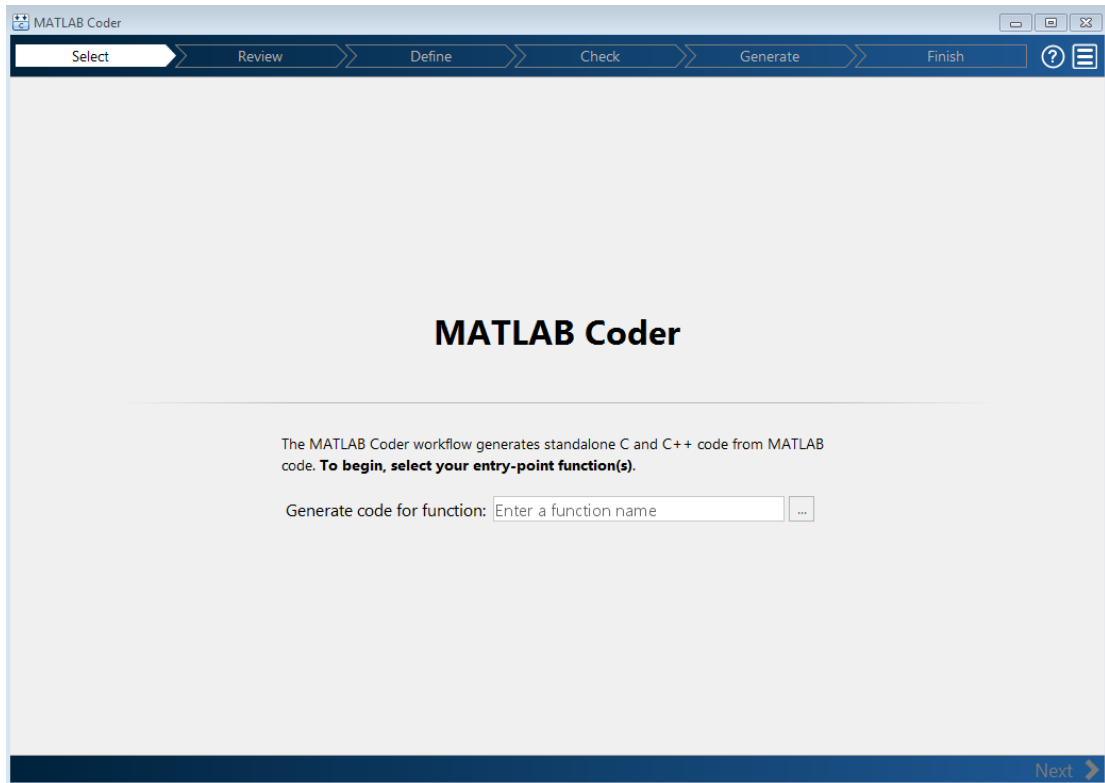 MATLAB Coder
Select Review Define Check Generate Finish
MATLAB Coder
The MATLAB Coder workflow generates standalone C and C++ code from MATLAB
code. To begin, select your entry-point function(s).
Generate code for function: Enter a function name ...
Next